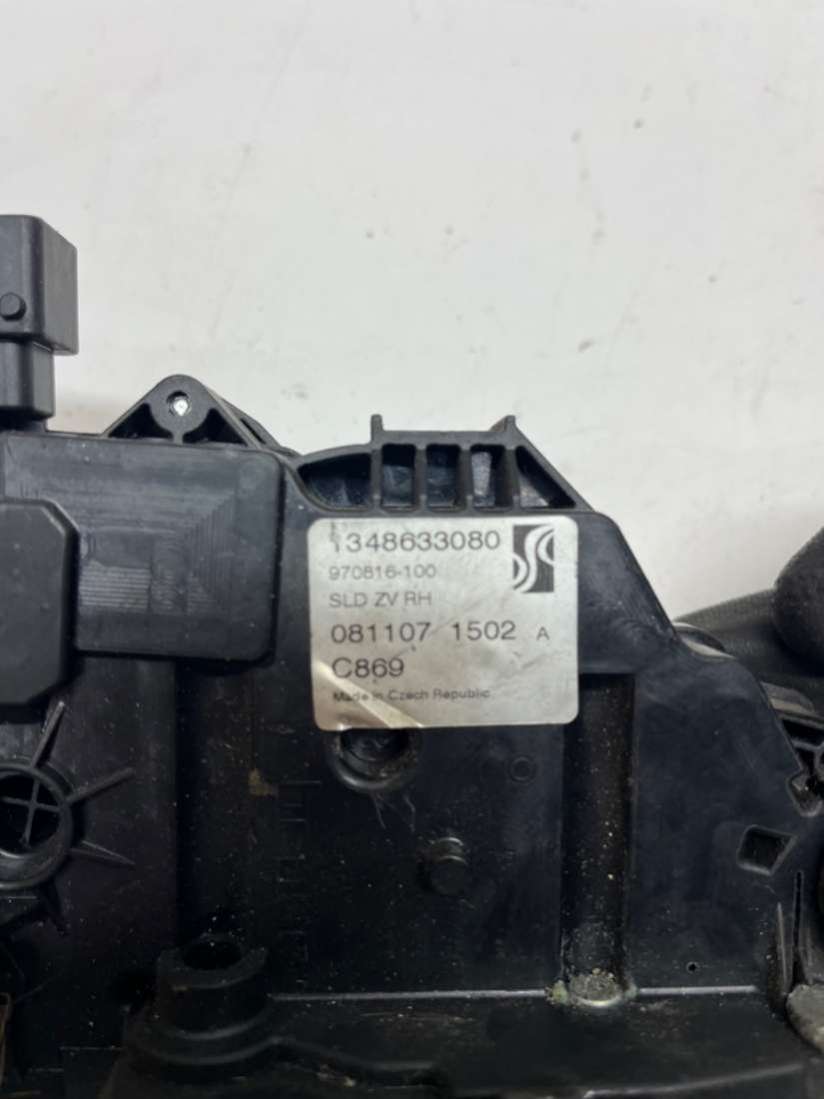 1348633080
970816-100
SLD ZV RH
081107 1502 A
C869
Made in Czech Republic